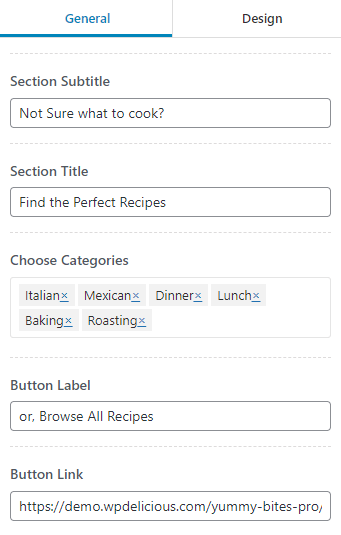 General Design
Section Subtitle
Not Sure what to cook?
Section Title
Find the Perfect Recipes
Choose Categories
Italian× Mexican× Dinner× Lunch×
Baking× Roasting×
Button Label
or, Browse All Recipes
Button Link
https://demo.wpdelicious.com/yummy-bites-pro/